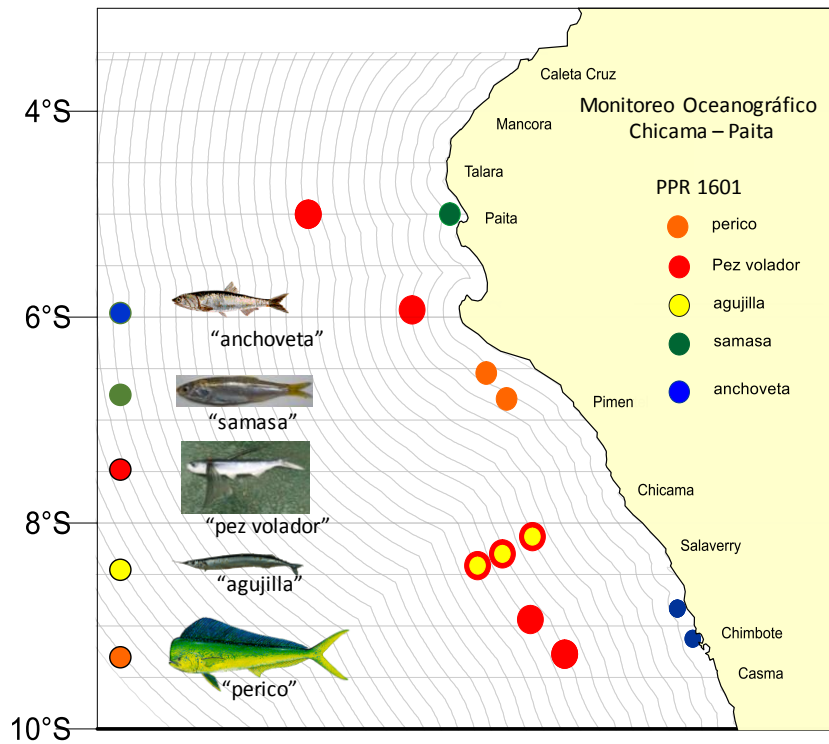 Caleta Cruz
Monitoreo Oceanográfico
Chicama – Paita
4°S
Mancora
Talara
PPR 1601
Paita
perico
Pez volador
agujilla
samasa
anchoveta
6°S
“anchoveta”
“samasa”
Pimen
“pez volador”
Chicama
8°S
Salaverry
“agujilla”
Chimbote
Casma
“perico”
10°S